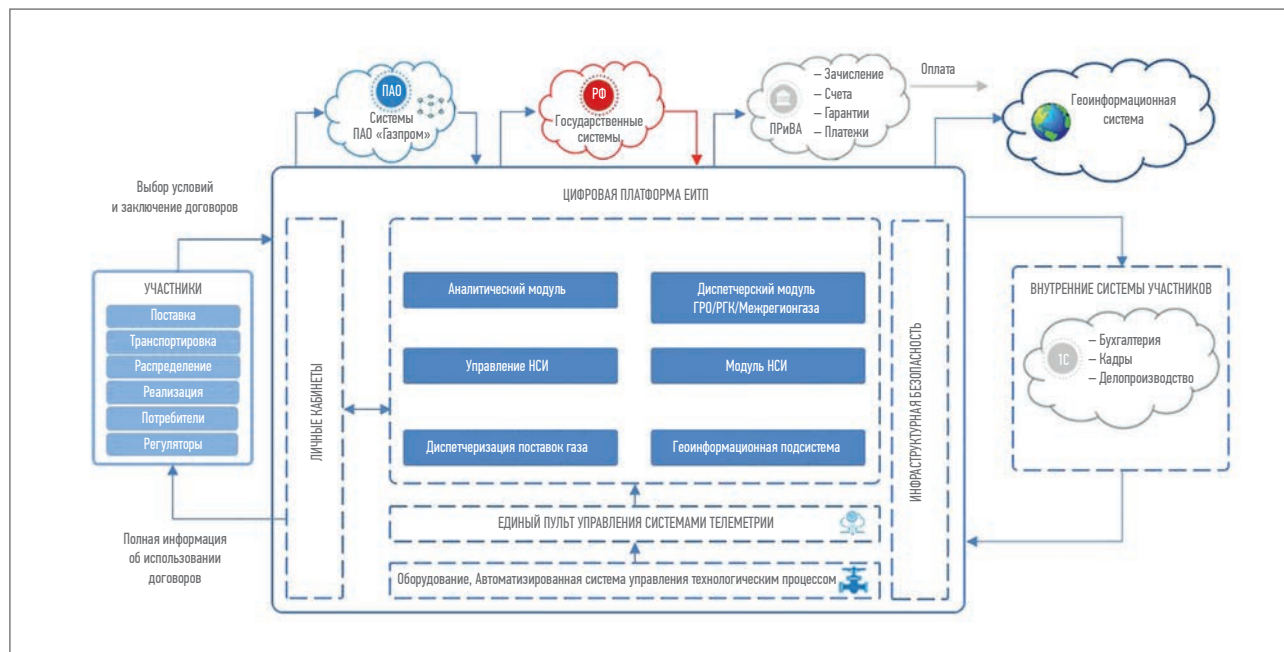 ПАО
Системы
ПАО «Газпром»
РФ
Государственные
системы
ПРиВА
– Зачисление
– Счета
– Гарантии
– Платежи
Оплата
Геоинформационная
система
Выбор условий
и заключение договоров
ЦИФРОВАЯ ПЛАТФОРМА ЕИТП
УЧАСТНИКИ
Поставка
Транспортировка
Распределение
Реализация
Потребители
Регуляторы
Полная информация
об использовании
договоров
ЛИЧНЫЕ КАБИНЕТЫ
Аналитический модуль
Диспетчерский модуль
ГРО/РГК/Межрегионгаза
Управление НСИ
Модуль НСИ
Диспетчеризация поставок газа
Геоинформационная подсистема
ЕДИНЫЙ ПУЛЬТ УПРАВЛЕНИЯ СИСТЕМАМИ ТЕЛЕМЕТРИИ
Оборудование, Автоматизированная система управления технологическим процессом
ИНФРАСТРУКТУРНАЯ БЕЗОПАСНОСТЬ
ВНУТРЕННИЕ СИСТЕМЫ УЧАСТНИКОВ
1С
– Бухгалтерия
– Кадры
– Делопроизводство